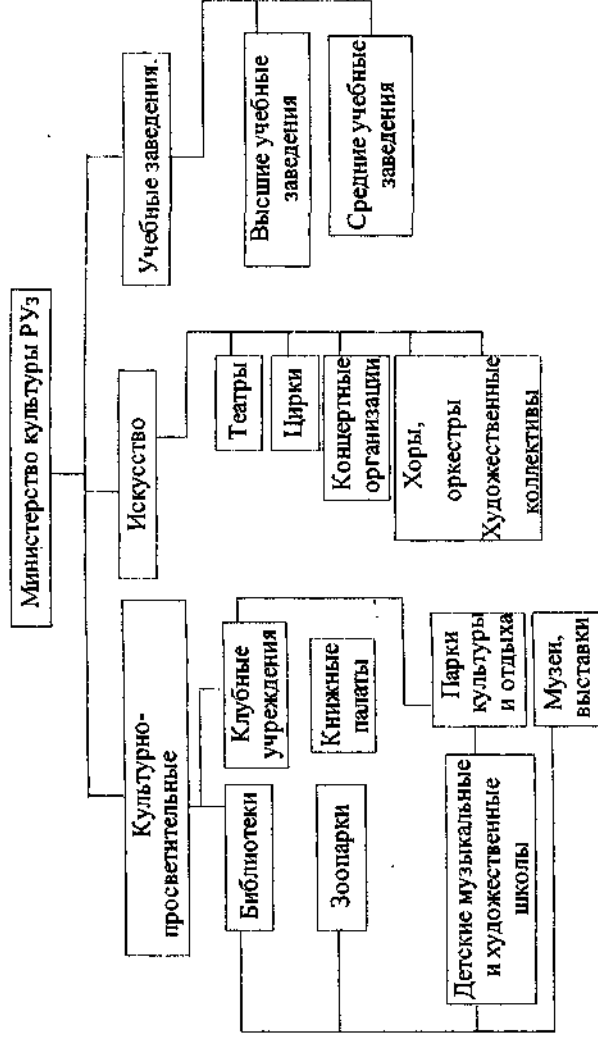 Министерство культуры РУз
Культурно-
просветительные
Искусство
Учебные заведения.
Библиотеки
Клубные
учреждения
Зоопарки
Книжные
палаты
Детские музыкальные
и художественные
школы
Парки
культуры
и отдыха
Музеи,
выставки
Театры
Цирки
Концертные
организации
Хоры,
оркестры
Художественные
коллективы
Высшие учебные
заведения
Средние учебные
заведения